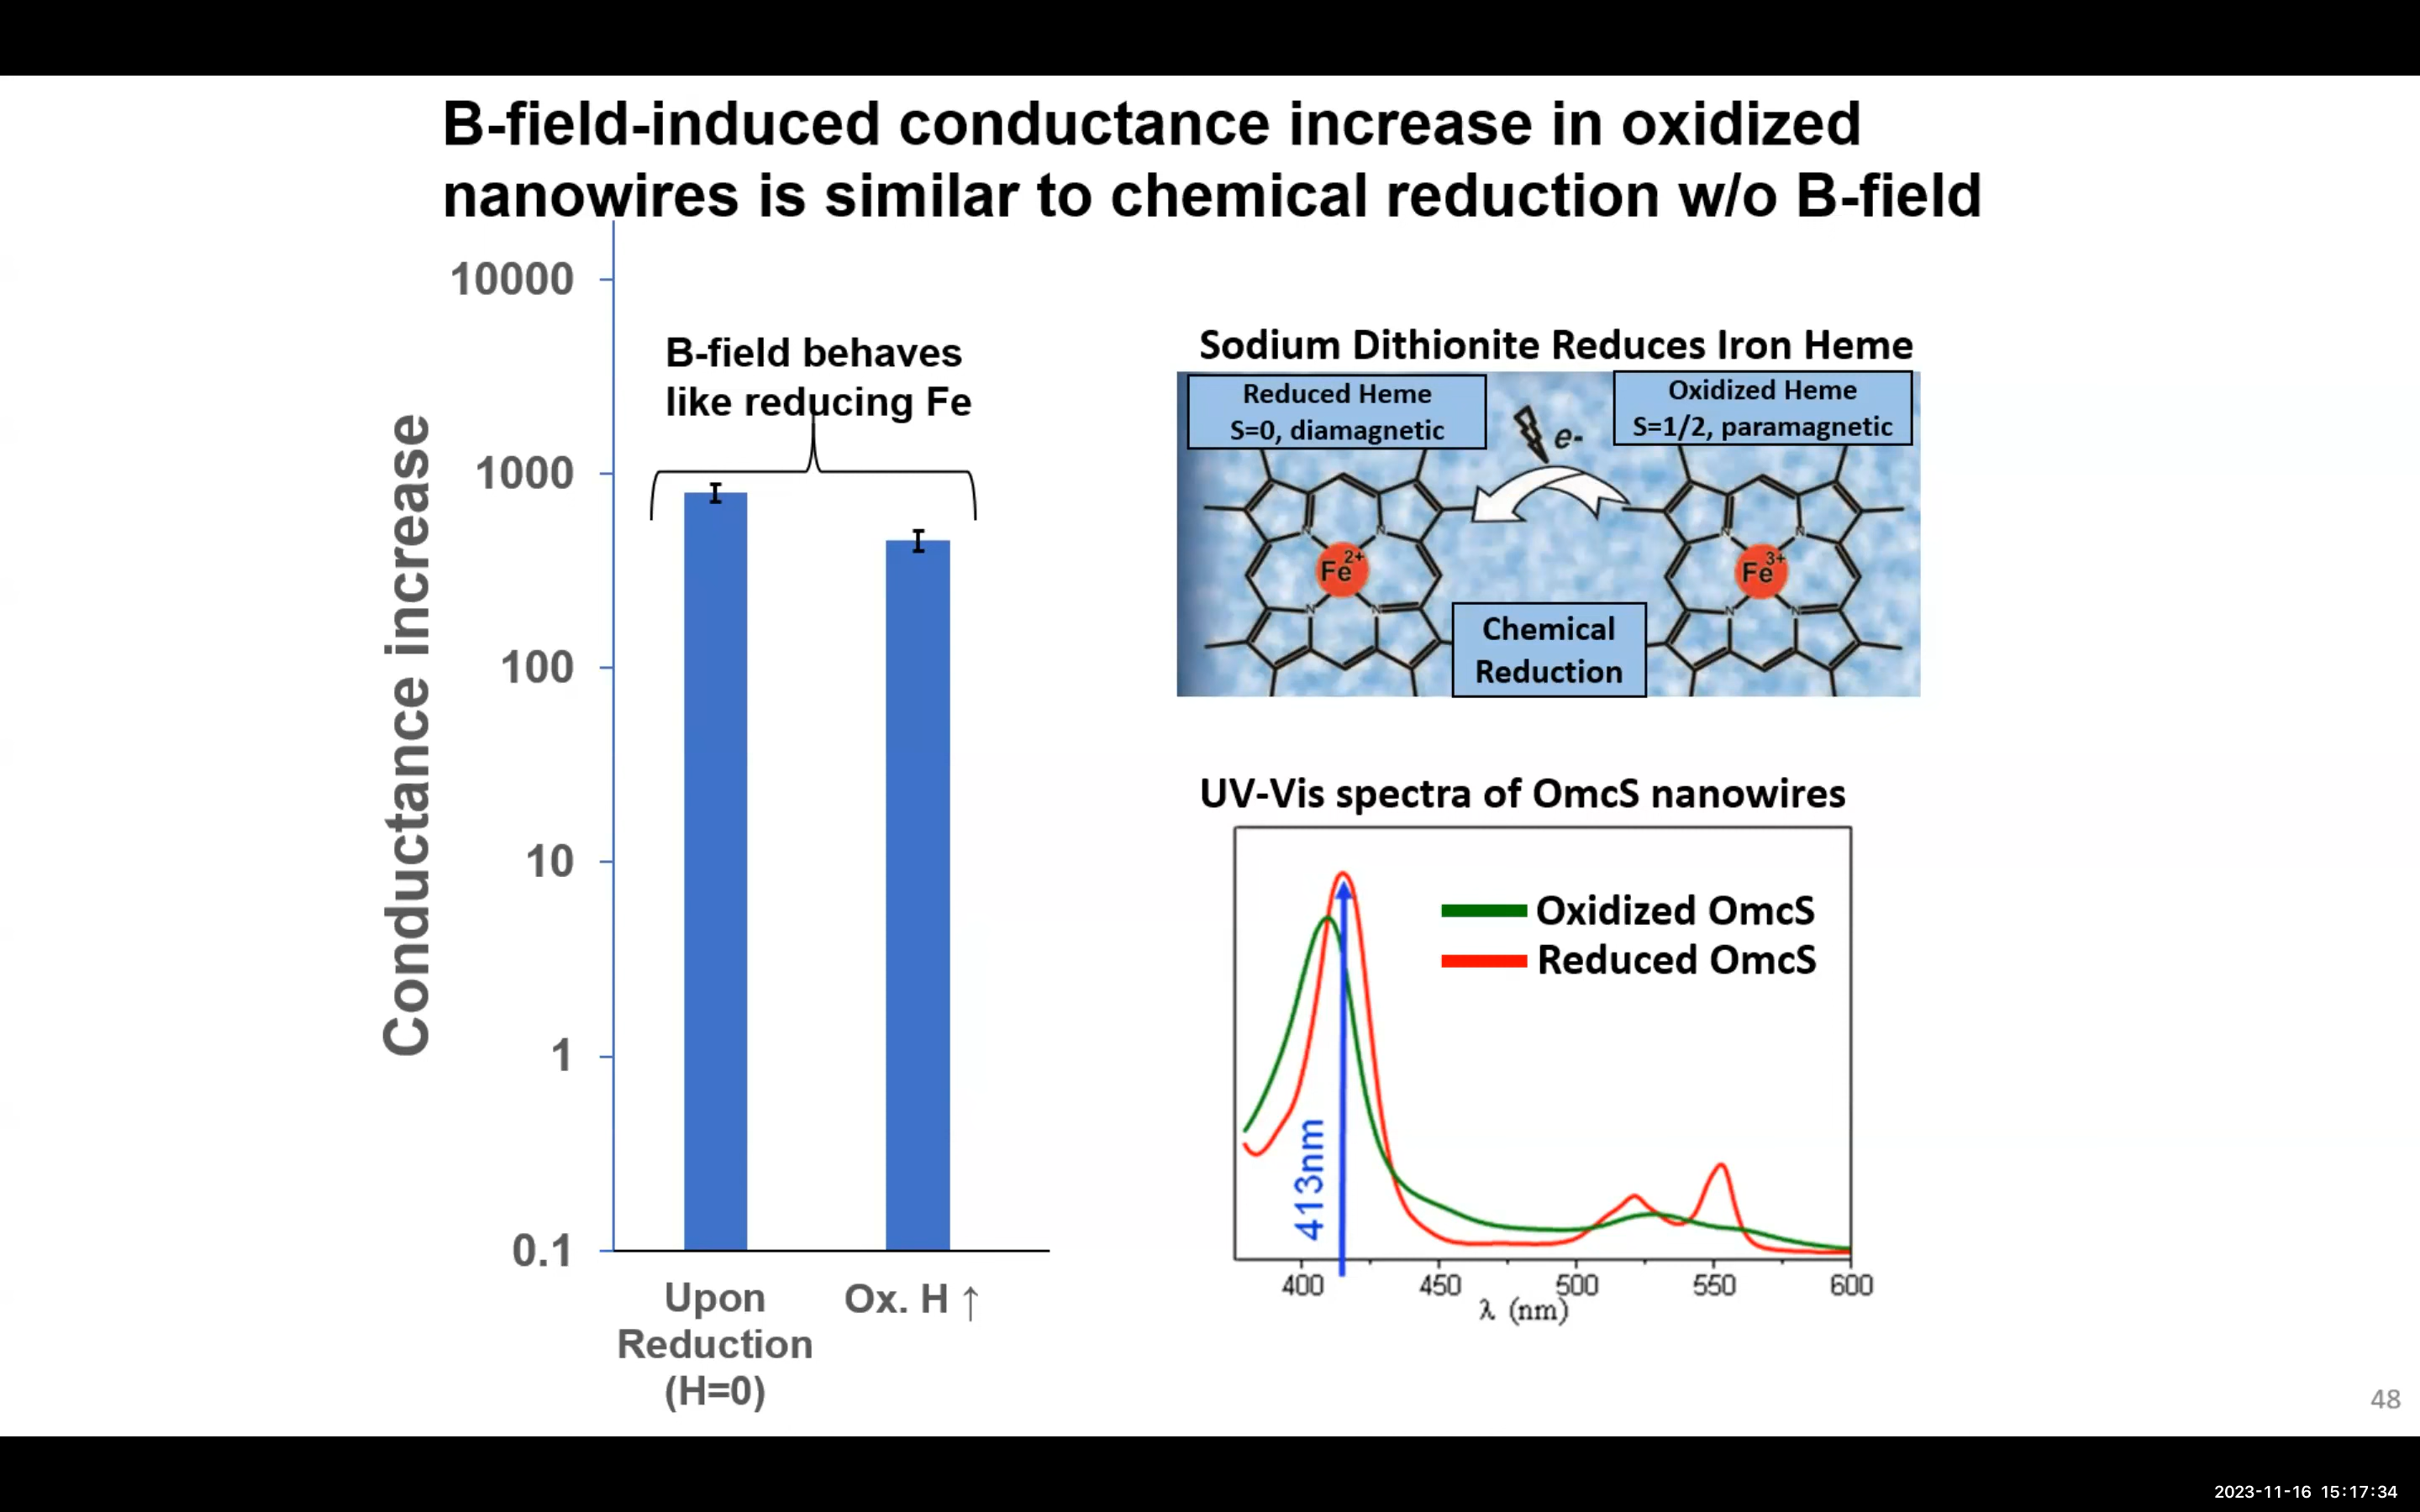 B-field-induced conductance increase in oxidized
nanowires is similar to chemical reduction w/o B-field
Conductance increase
10000
1000
100
10
1
0.1
B-field behaves
like reducing Fe
Upon
Reduction
(H=0)
Ox. H ↑
Sodium Dithionite Reduces Iron Heme
Reduced Heme
S=0, diamagnetic
e-
Oxidized Heme
S=1/2, paramagnetic
N N
Fe 2+
N N
N N
Fe 3+
N N
Chemical
Reduction
UV-Vis spectra of OmcS nanowires
Oxidized OmcS
Reduced OmcS
413nm
400 450 500 550 600
λ (nm)
48
2023-11-16 15:17:34